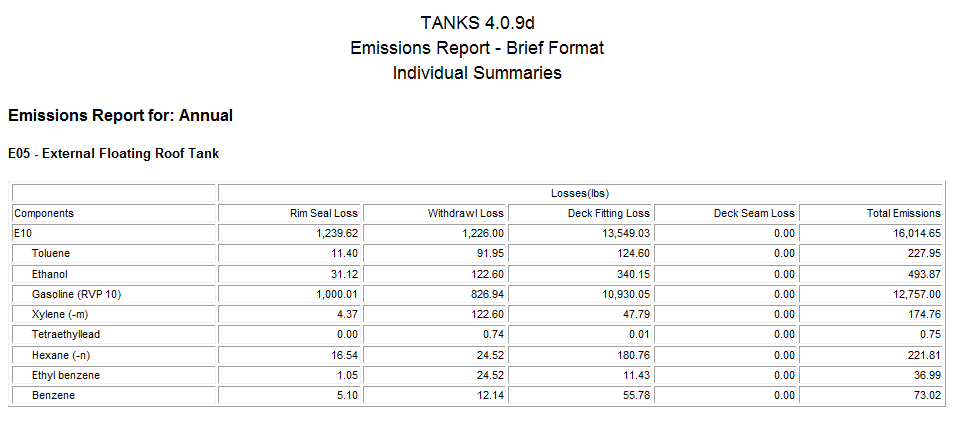 TANKS 4.0.9d
Emissions Report - Brief Format
Individual Summaries
Emissions Report for: Annual
E05 - External Floating Roof Tank
Losses(lbs)
Components Rim Seal Loss Withdrawl Loss Deck Fitting Loss Deck Seam Loss Total Emissions
E10 1,239.62 1,226.00 13,549.03 0.00 16,014.65
Toluene 11.40 91.95 124.60 0.00 227.95
Ethanol 31.12 122.60 340.15 0.00 493.87
Gasoline (RVP 10) 1,000.01 826.94 10,930.05 0.00 12,757.00
Xylene (-m) 4.37 122.60 47.79 0.00 174.76
Tetraethyllead 0.00 0.74 0.01 0.00 0.75
Hexane (-n) 16.54 24.52 180.76 0.00 221.81
Ethyl benzene 1.05 24.52 11.43 0.00 36.99
Benzene 5.10 12.14 55.78 0.00 73.02